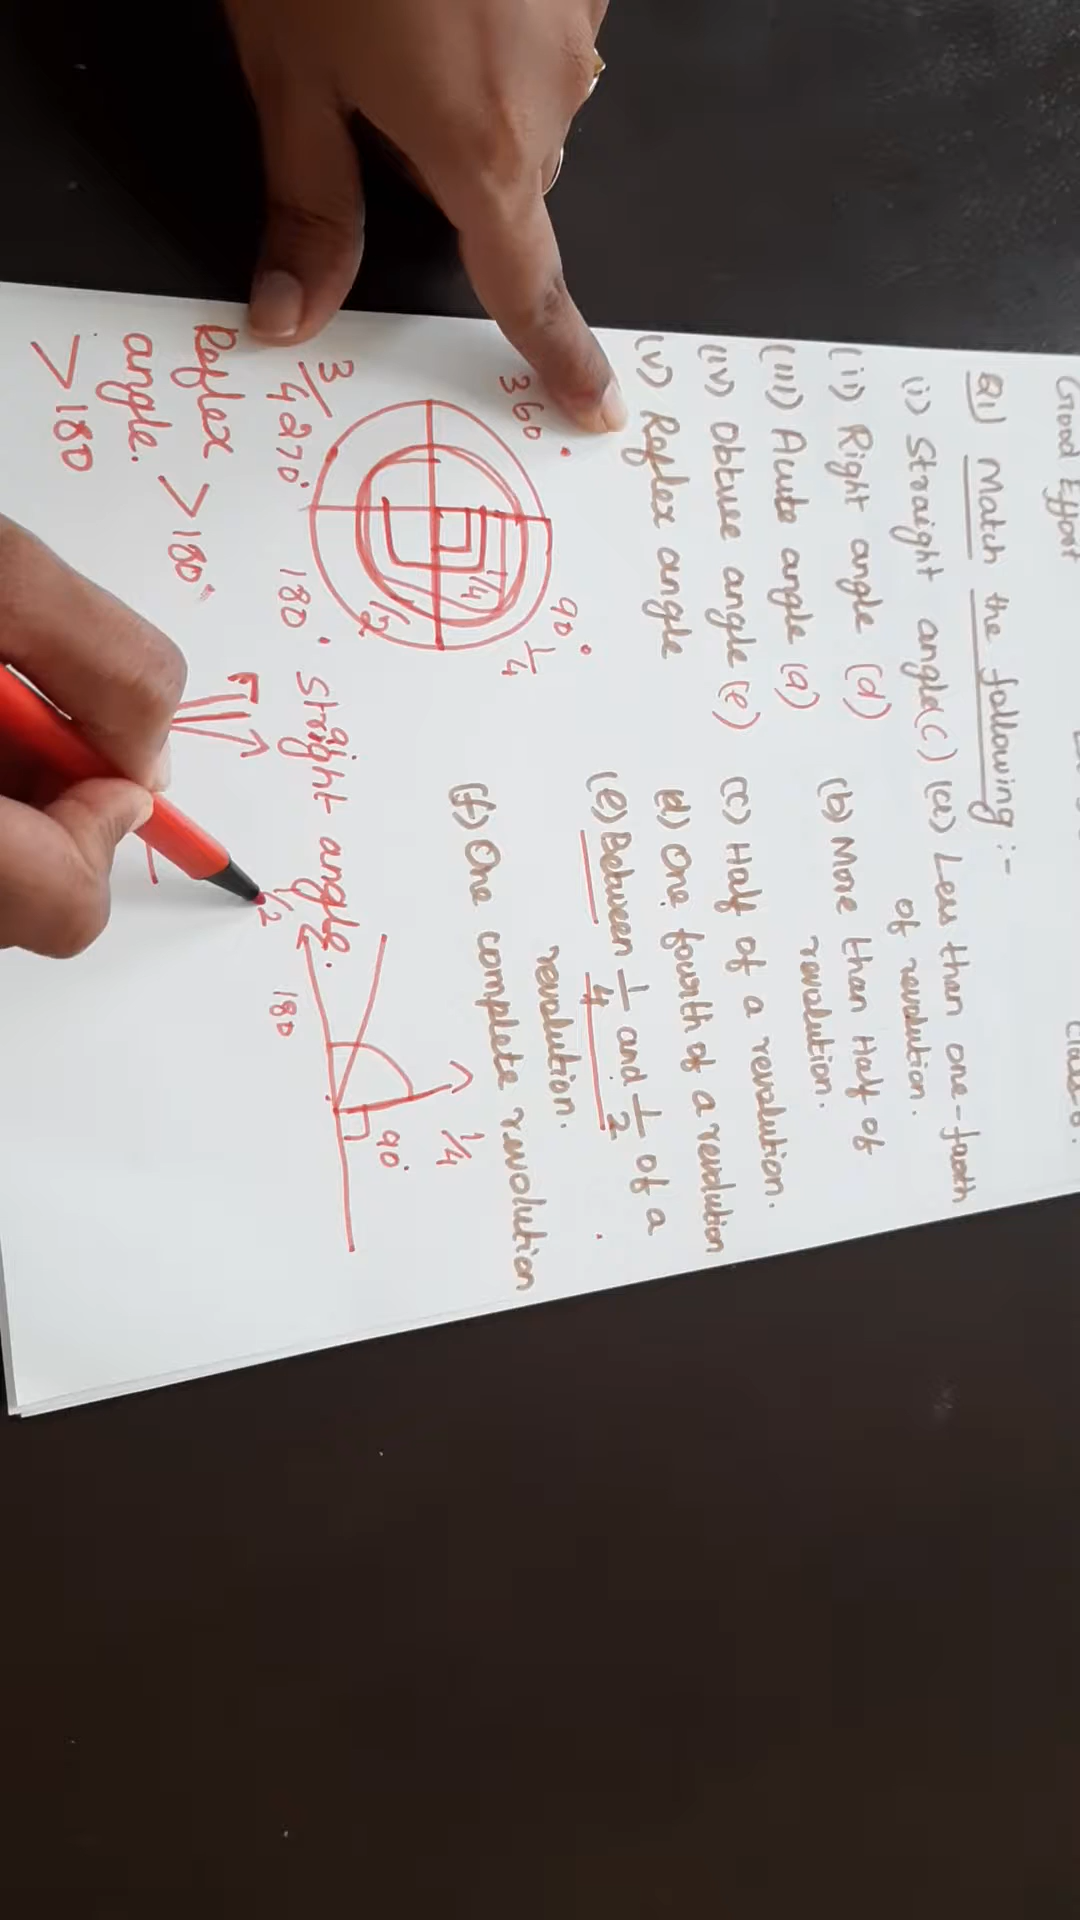 Good Effort
Q1) Match the following :-
(i) Straight angle (c)
(ii) Right angle (d)
(iii) Acute angle (a)
(iv) Obtuse angle (e)
(v) Reflex angle
(a) Less than one-fourth
of revolution.
(b) More than Half of
revolution.
(c) Half of a revolution.
d) One fourth of a revolution
(e) Between 1/4 and 1/2 of a
revolution.
(f) One complete revolution
360°
90° 1/4
1/4
1/2
3/4 270°
180° straight angle.
Reflex > 180°
angle.
> 180
1/2
180
90°
1/4